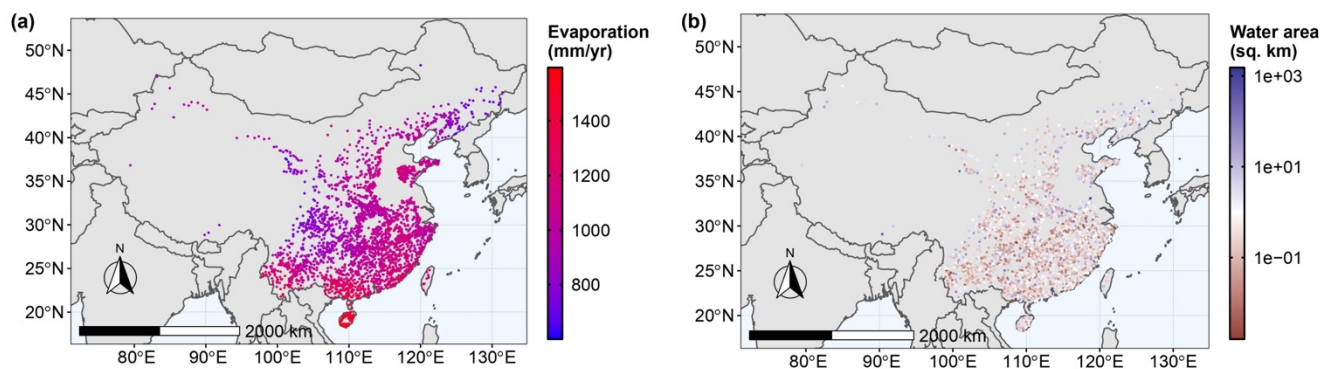 (a)
50°N
45°N
40°N
35°N
30°N
25°N
20°N
N
2000 km
80°E 90°E 100°E 110°E 120°E 130°E
Evaporation
(mm/yr)
1400
1200
1000
800
(b)
50°N
45°N
40°N
35°N
30°N
25°N
20°N
N
2000 km
80°E 90°E 100°E 110°E 120°E 130°E
Water area
(sq. km)
1e+03
1e+01
1e−01